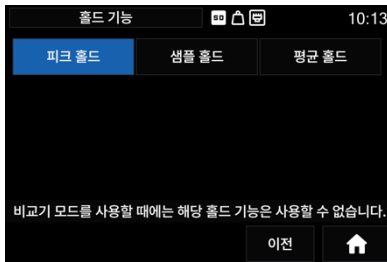 홀드 기능 SD 10:13
피크 홀드 샘플 홀드 평균 홀드
비교기 모드를 사용할 때에는 해당 홀드 기능은 사용할 수 없습니다.
이전